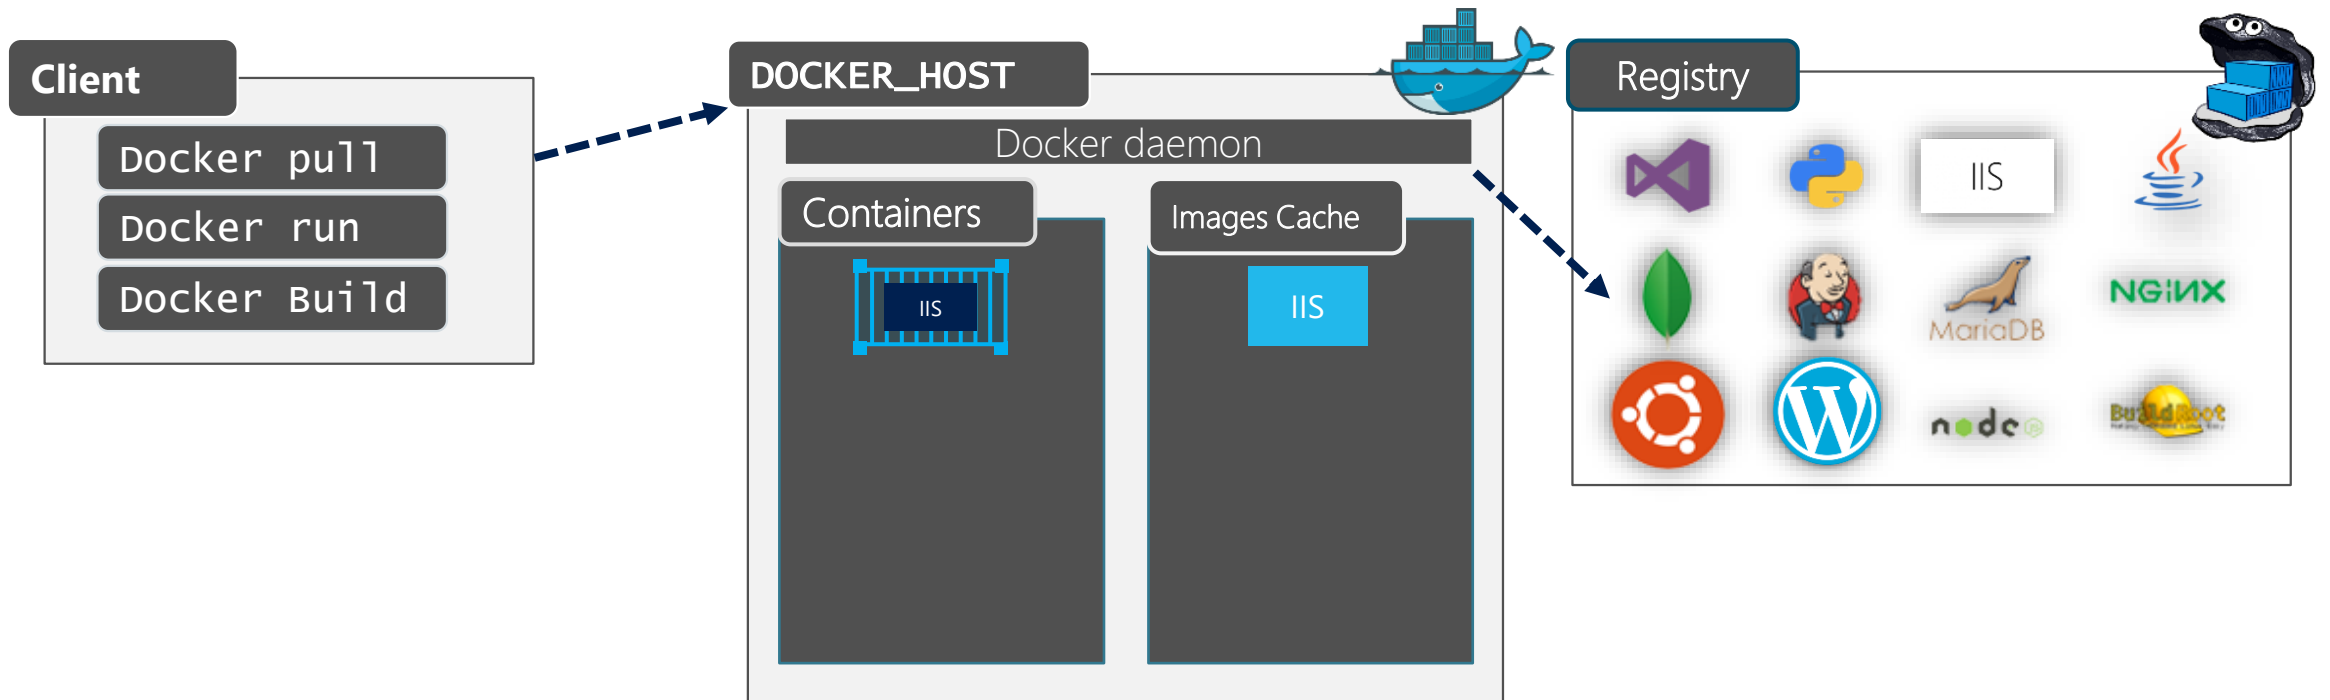 Client
Docker pull
Docker run
Docker Build
DOCKER_HOST
Docker daemon
Containers
IIS
Images Cache
IIS
Registry
IIS
MariaDB
NGiNX
node
BuildRoot